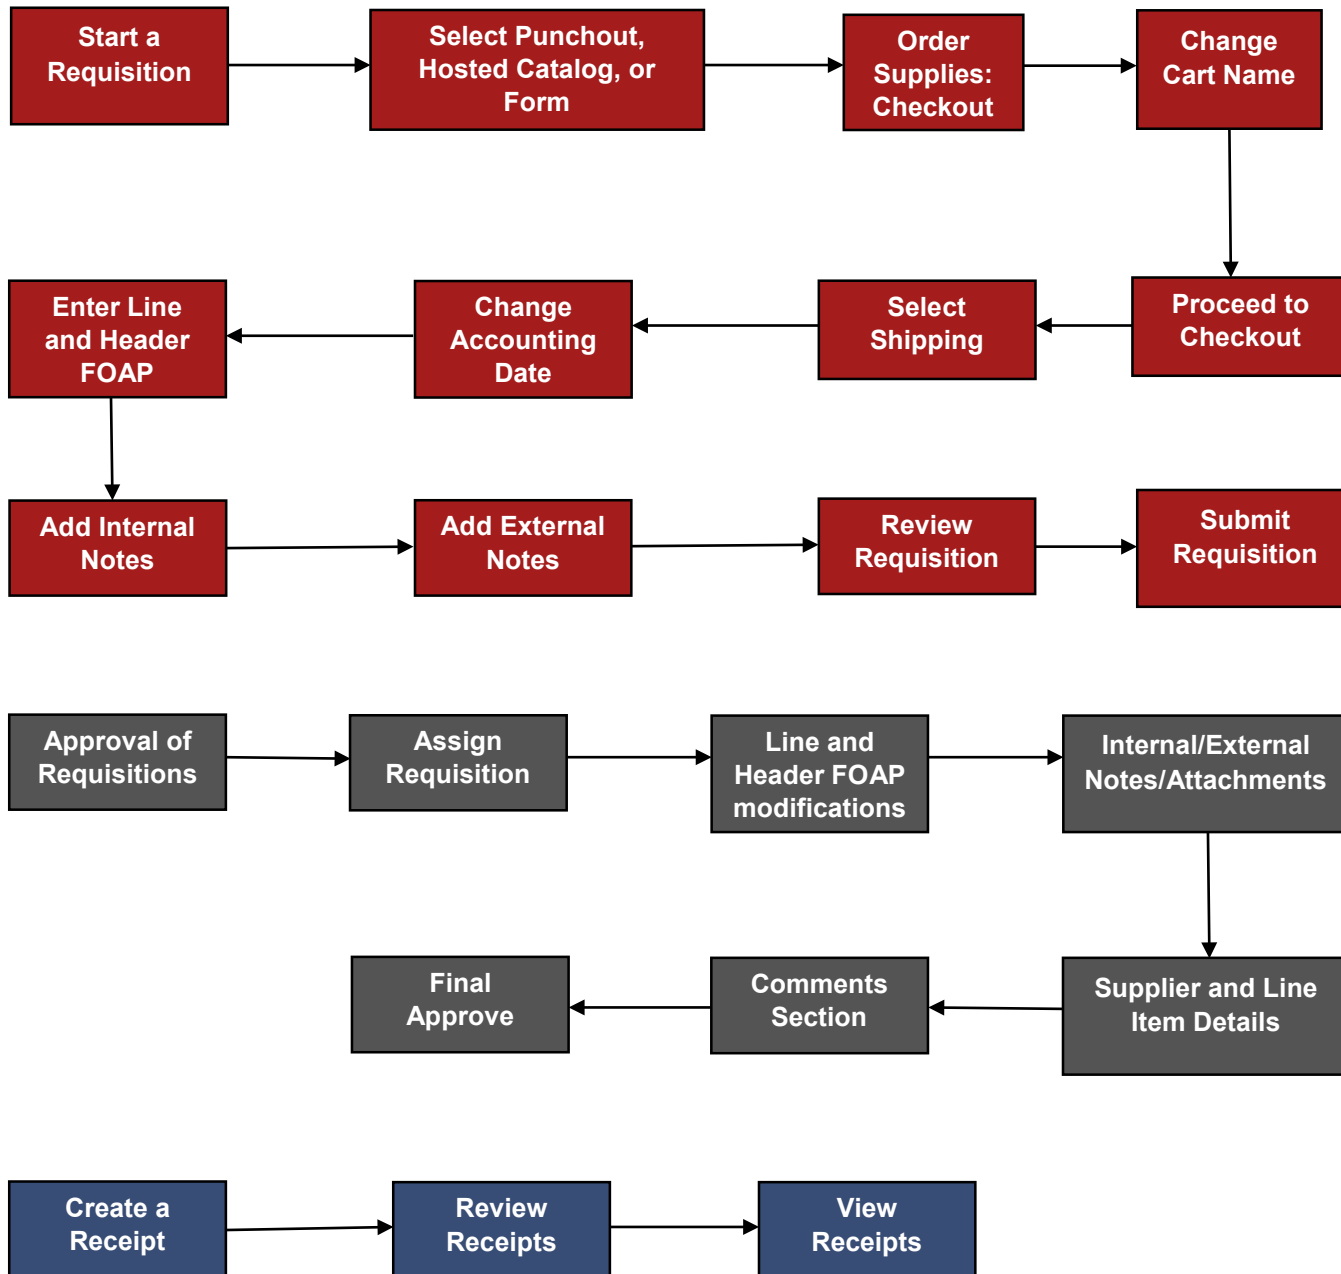 Start a
Requisition
Select Punchout,
Hosted Catalog, or
Form
Order
Supplies:
Checkout
Change
Cart Name
Proceed to
Checkout
Select
Shipping
Change
Accounting
Date
Enter Line
and Header
FOAP
Add Internal
Notes
Add External
Notes
Review
Requisition
Submit
Requisition
Approval of
Requisitions
Assign
Requisition
Line and
Header FOAP
modifications
Internal/External
Notes/Attachments
Supplier and Line
Item Details
Comments
Section
Final
Approve
Create a
Receipt
Review
Receipts
View
Receipts